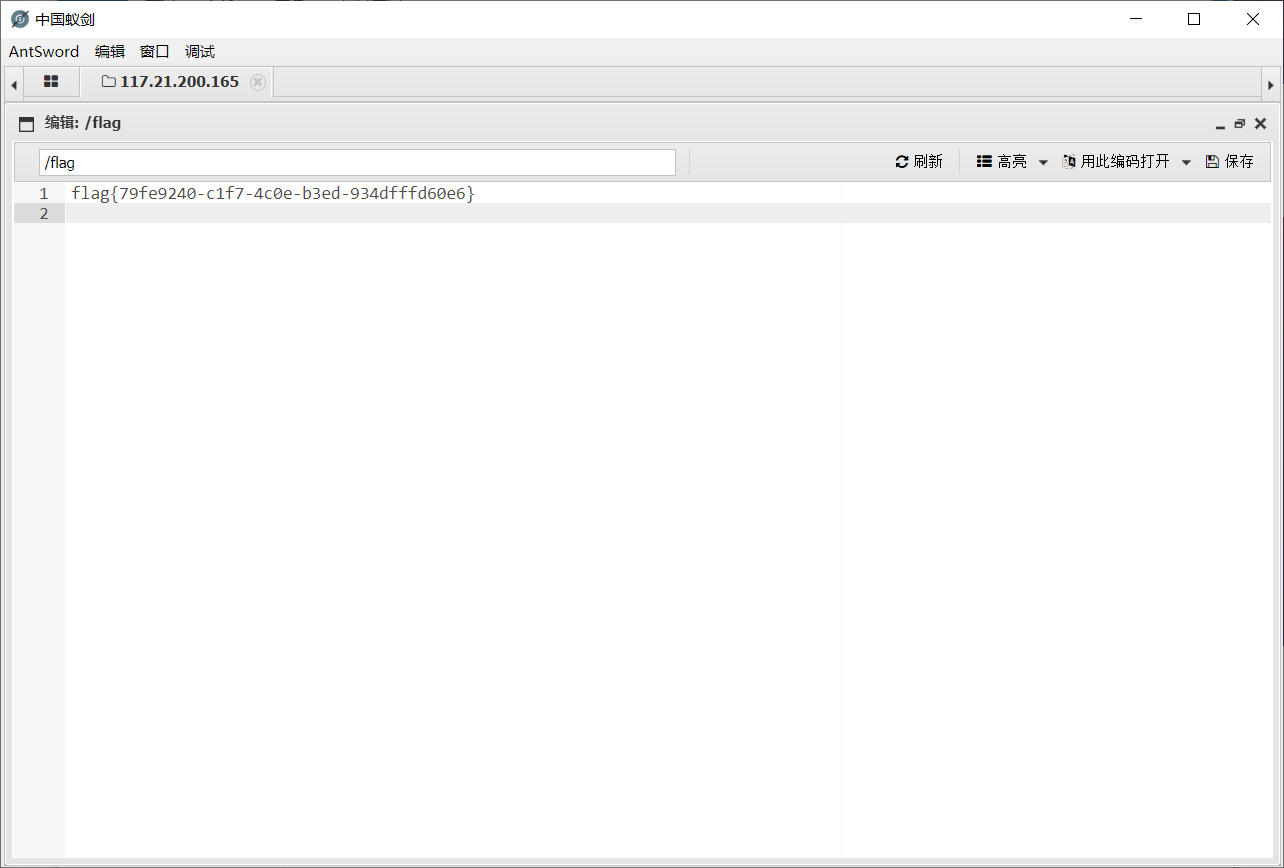 中国蚁剑
AntSword 编辑 窗口 调试
117.21.200.165
编辑: /flag
/flag 刷新 高亮 用此编码打开 保存
1 flag{79fe9240-c1f7-4c0e-b3ed-934dfffd60e6}
2